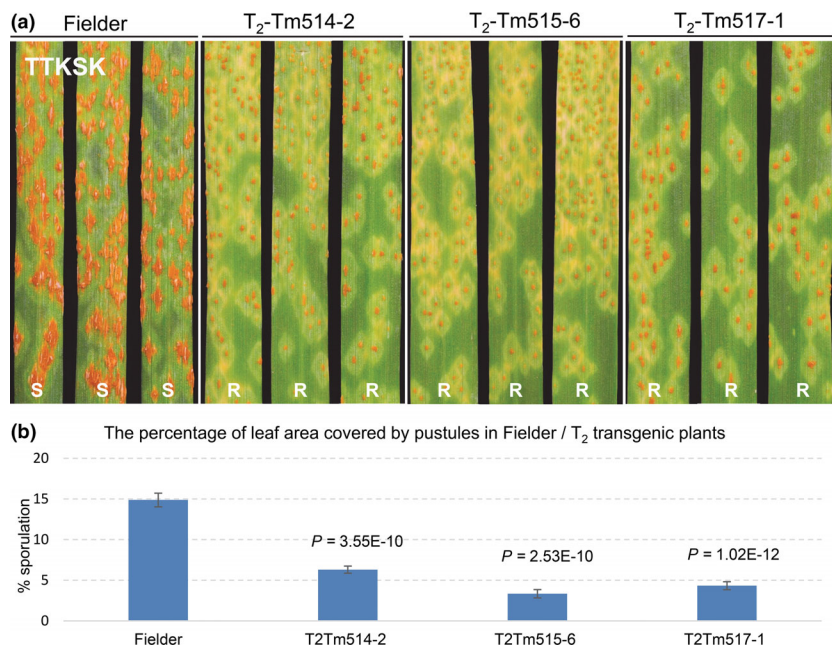 (a)
Fielder T₂-Tm514-2 T₂-Tm515-6 T₂-Tm517-1
TTKSK
S S S R R R R R R R R R
(b)
The percentage of leaf area covered by pustules in Fielder / T₂ transgenic plants
20
15
10
5
0
% sporulation
P = 3.55E-10
P = 2.53E-10
P = 1.02E-12
Fielder T2Tm514-2 T2Tm515-6 T2Tm517-1